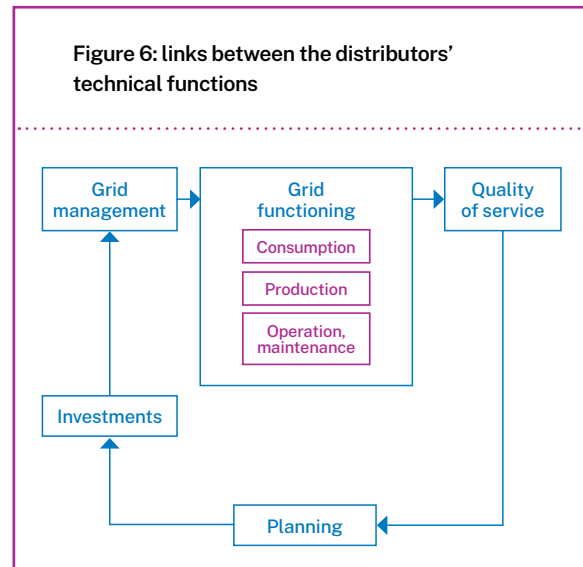 Figure 6: links between the distributors’
technical functions
Grid
management
Grid
functioning
Quality
of service
Consumption
Production
Operation,
maintenance
Investments
Planning